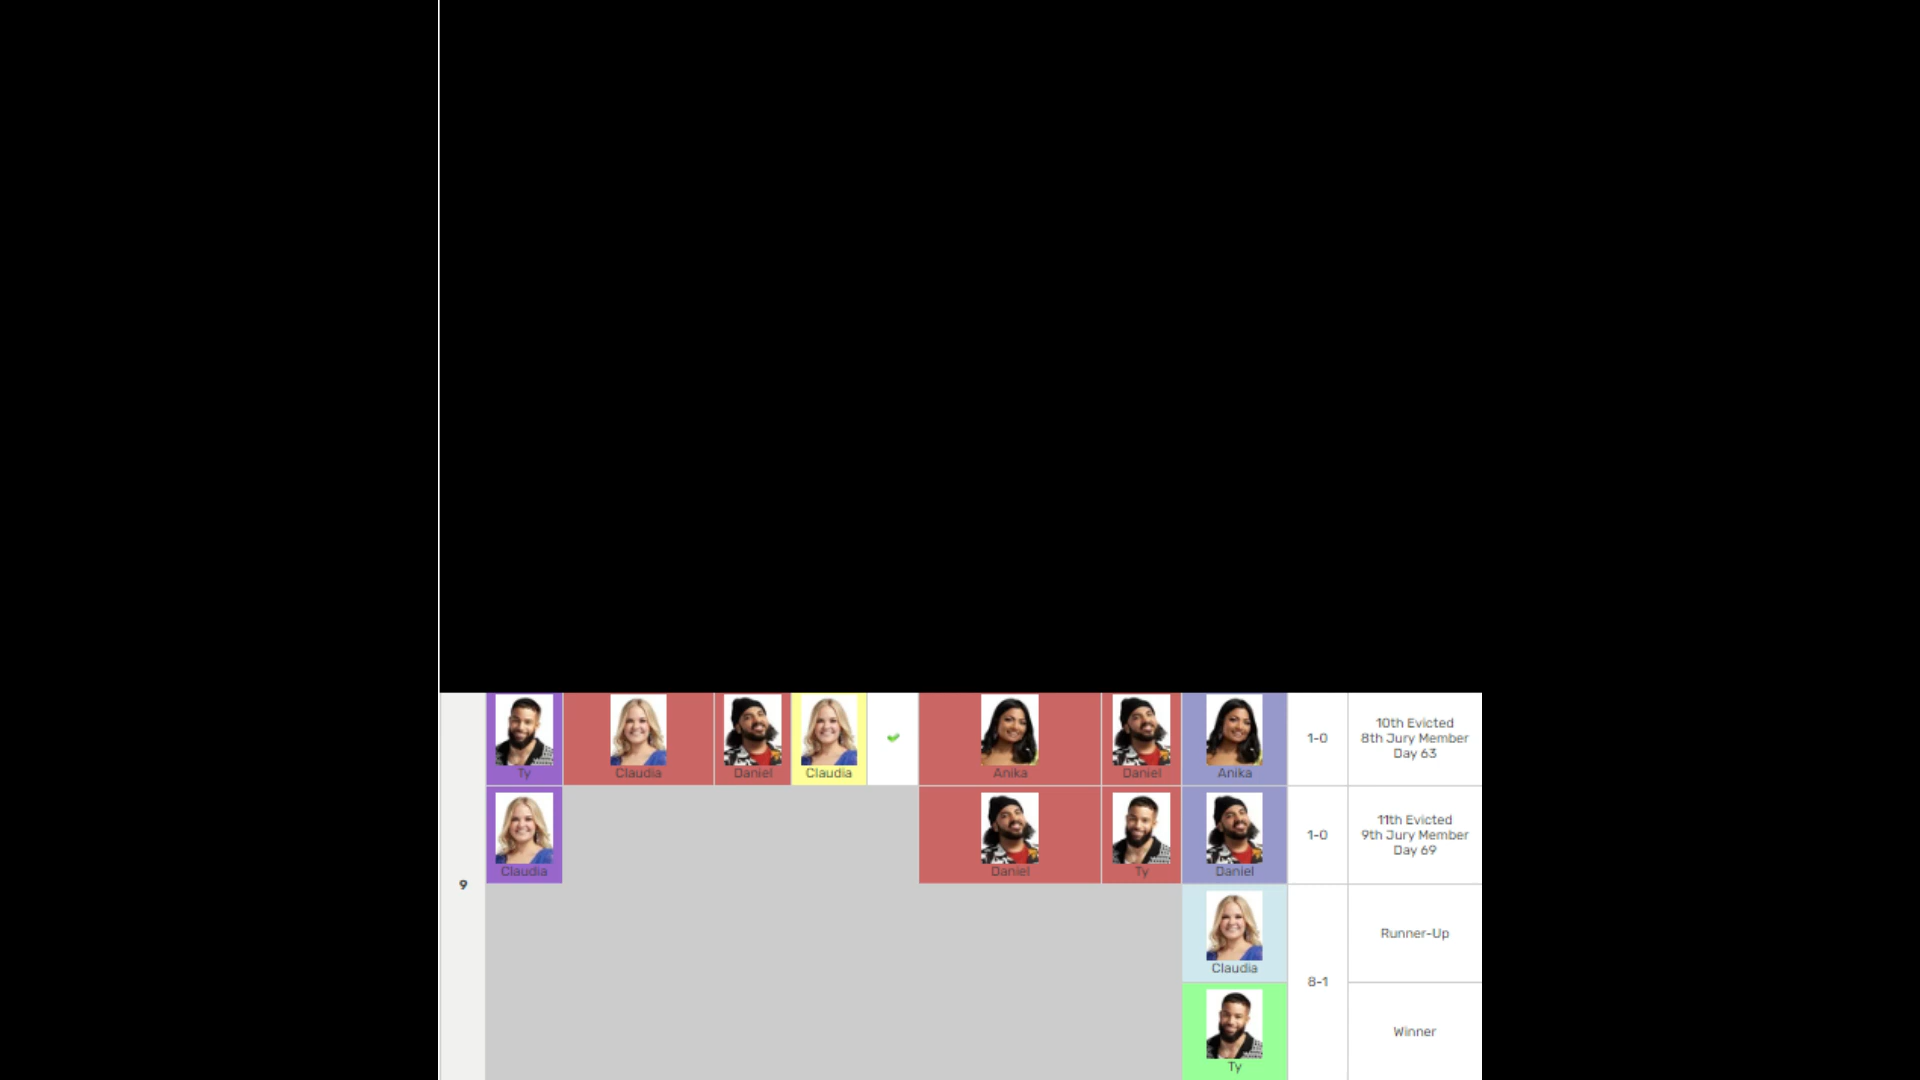 Ty
Claudia
Daniel
Claudia
Anika
Daniel
Anika
1-0
10th Evicted
8th Jury Member
Day 63
9
Claudia
Daniel
Ty
Daniel
1-0
11th Evicted
9th Jury Member
Day 69
Claudia
8-1
Runner-Up
Ty
Winner